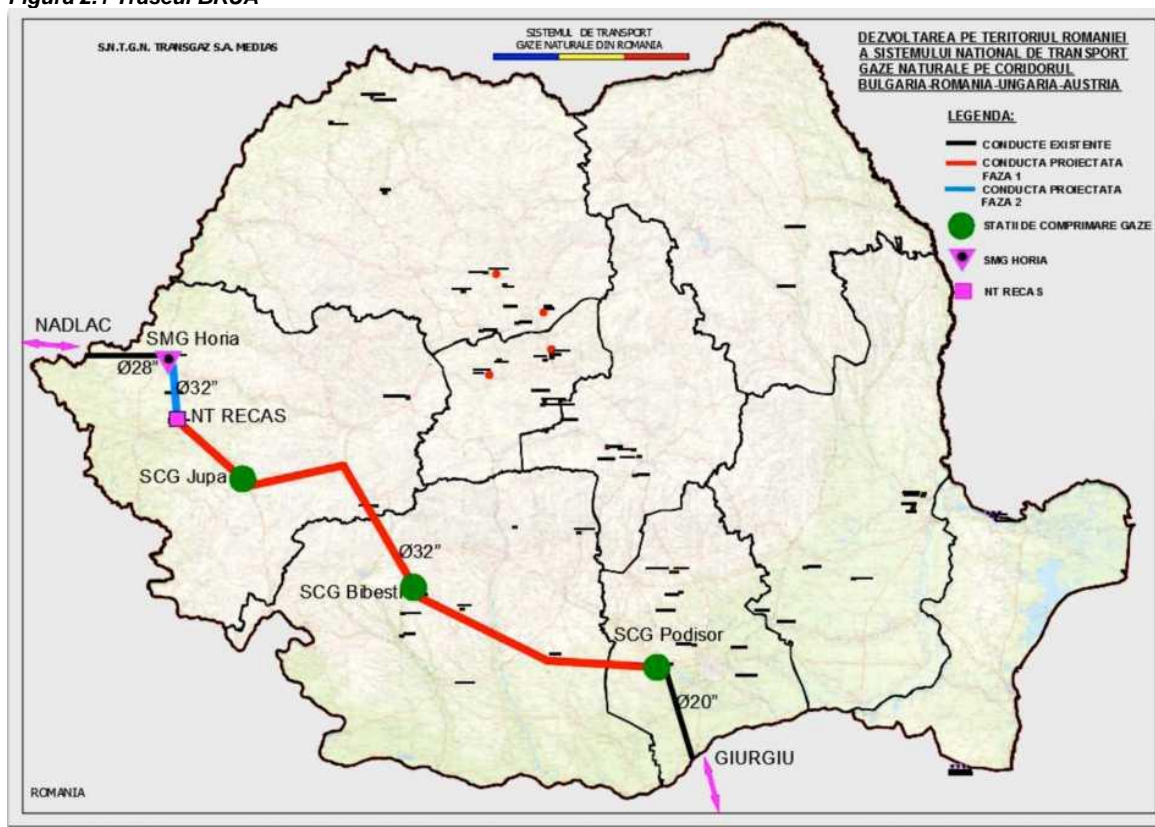 Figura 2.1 Traseul BRUA
S.N.T.G.N. TRANSGAZ S.A. MEDIAS
SISTEMUL DE TRANSPORT
GAZE NATURALE DIN ROMANIA
DEZVOLTAREA PE TERITORIUL ROMANIEI
A SISTEMULUI NATIONAL DE TRANSPORT
GAZE NATURALE PE CORIDORUL
BULGARIA-ROMANIA-UNGARIA-AUSTRIA
LEGENDA:
CONDUCTE EXISTENTE
CONDUCTA PROIECTATA
FAZA 1
CONDUCTA PROIECTATA
FAZA 2
STATII DE COMPRIMARE GAZE
SMG HORIA
NT RECAS
NADLAC
SMG Horia
Ø28”
Ø32”
NT RECAS
SCG Jupa
Ø32”
SCG Bibesti
SCG Podisor
Ø20”
GIURGIU
ROMANIA